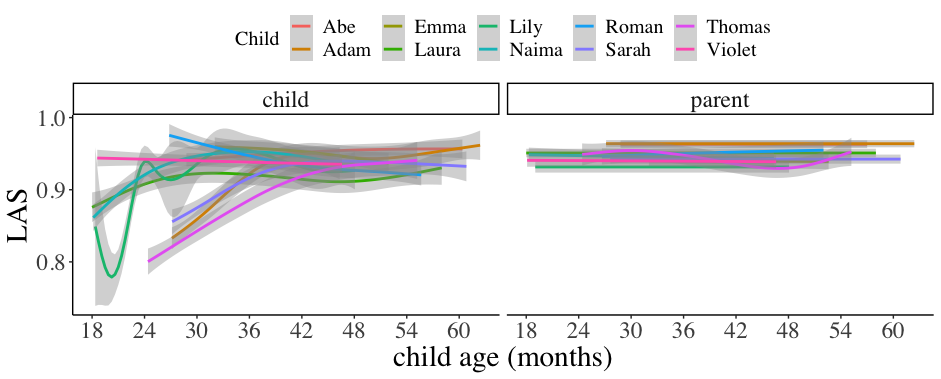 Child Abe Emma Lily Roman Thomas
Adam Laura Naima Sarah Violet
child parent
1.0
0.9
0.8
LAS
18 24 30 36 42 48 54 60 18 24 30 36 42 48 54 60
child age (months)